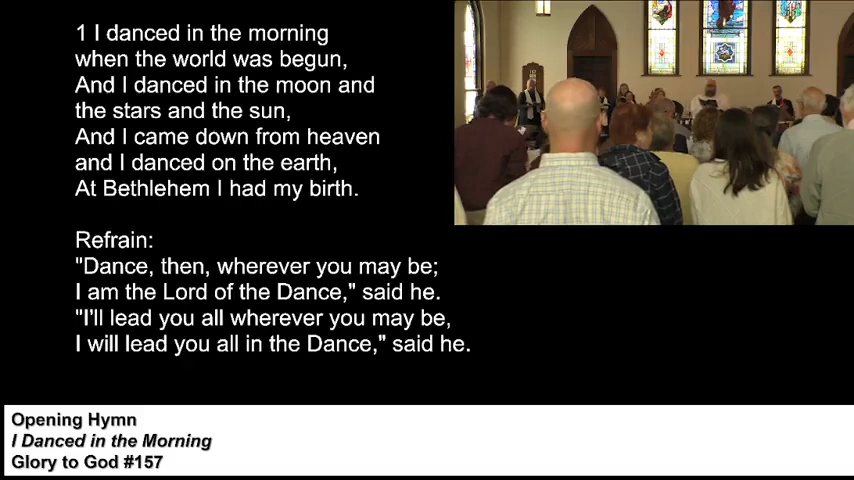 1 I danced in the morning
when the world was begun,
And I danced in the moon and
the stars and the sun,
And I came down from heaven
and I danced on the earth,
At Bethlehem I had my birth.
Refrain:
"Dance, then, wherever you may be;
I am the Lord of the Dance," said he.
"I'll lead you all wherever you may be,
I will lead you all in the Dance," said he.
Opening Hymn
I Danced in the Morning
Glory to God #157